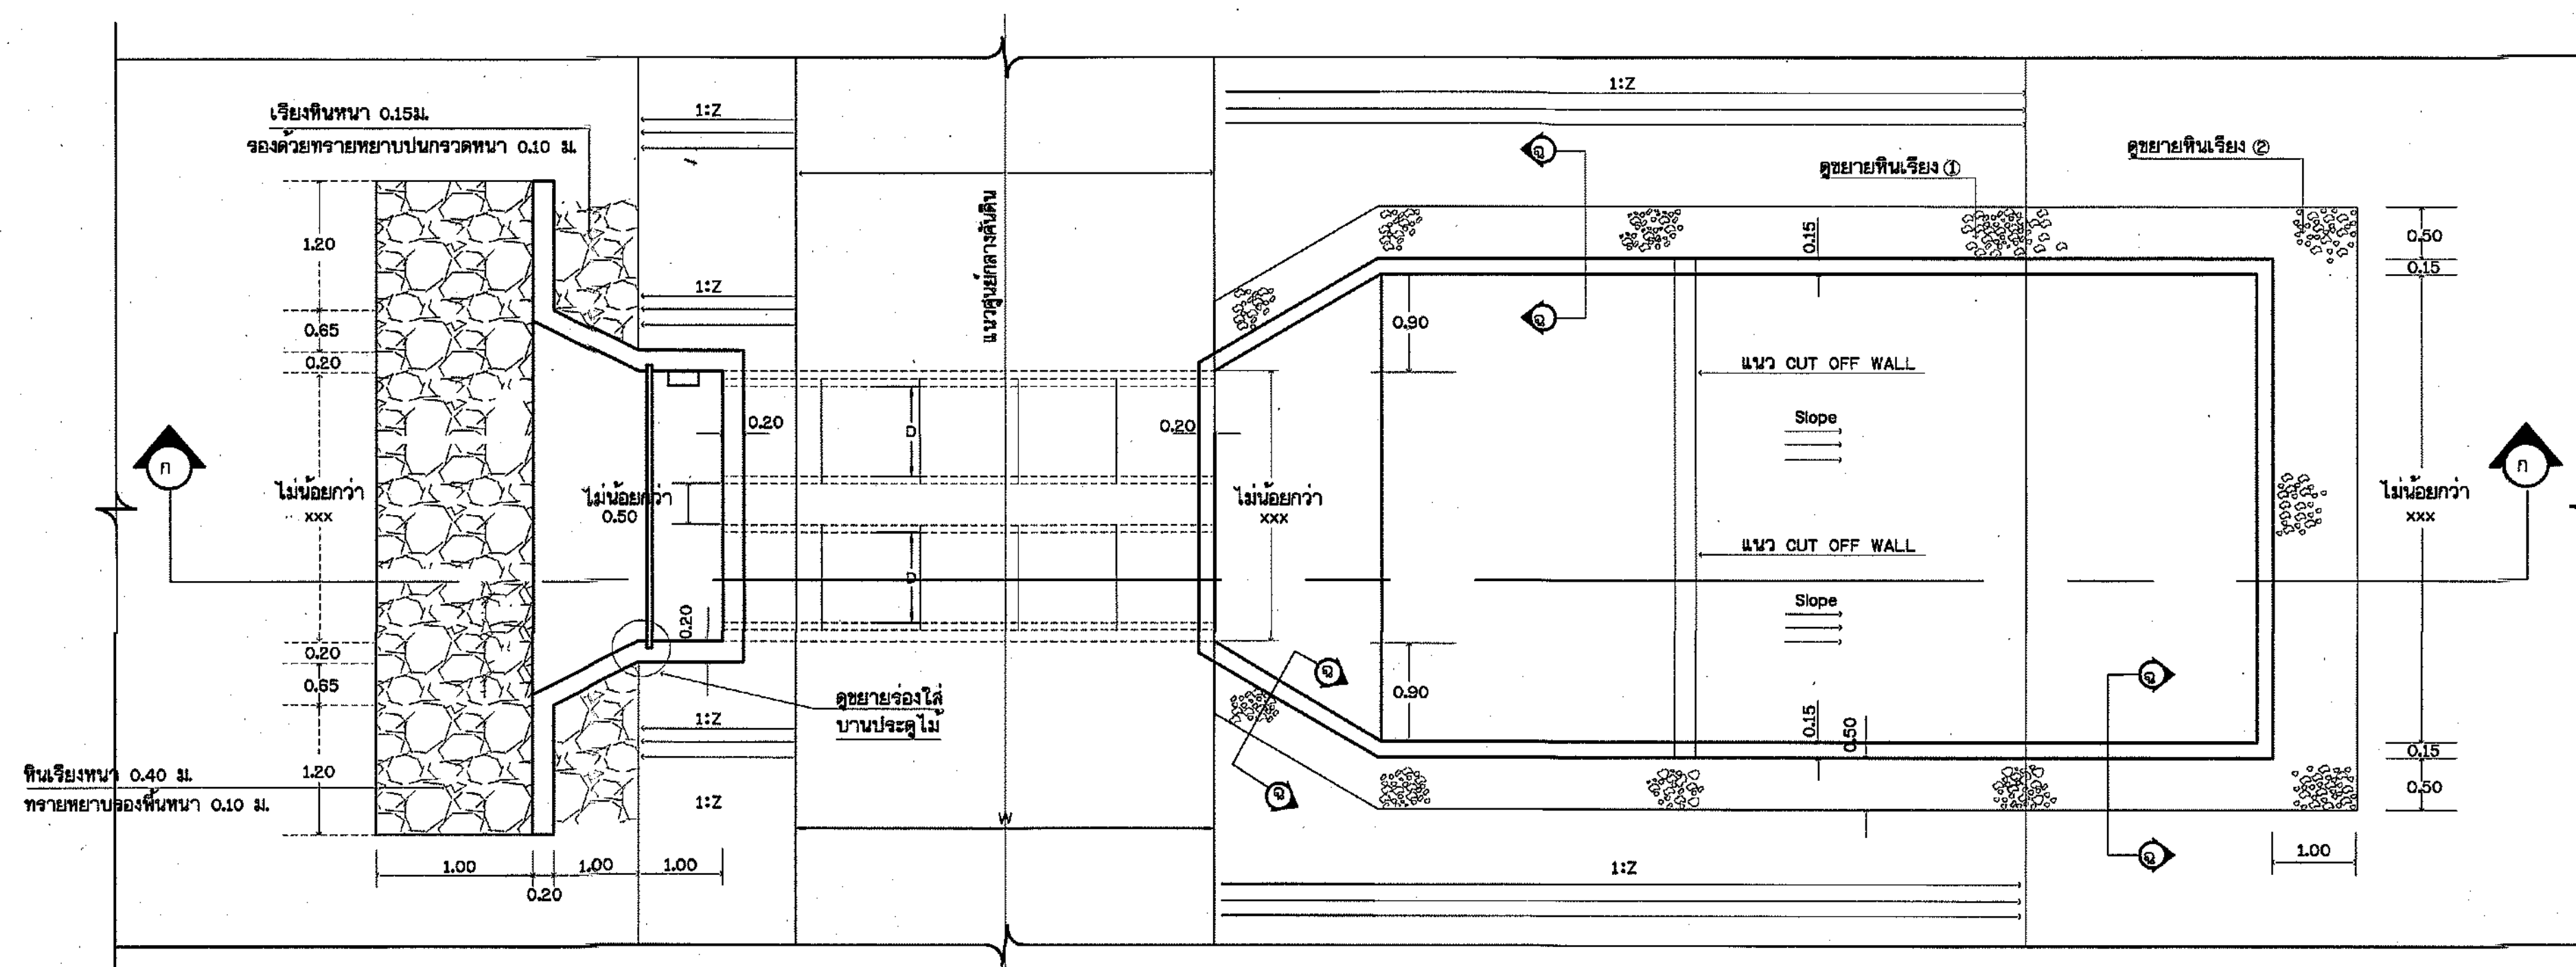 เรียงหินหนา 0.15ม.
รองด้วยทรายหยาบปนกรวดหนา 0.10 ม.
1:Z
1:Z
ดูขยายหินเรียง ①
ดูขยายหินเรียง ②
แนวศูนย์กลางคันดิน
ฉ
ฉ
1.20
0.65
0.20
ไม่น้อยกว่า
xxx
0.20
0.65
1.20
1:Z
0.20
ไม่น้อยกว่า
0.50
0.20
D
D
0.20
ไม่น้อยกว่า
xxx
0.15
0.90
แนว CUT OFF WALL
Slope
แนว CUT OFF WALL
Slope
0.90
0.15
0.50
0.50
0.15
ไม่น้อยกว่า
xxx
0.15
0.50
ก
ก
ฉ
ฉ
ฉ
ฉ
ดูขยายร่องใส่
บานประตูไม้
1:Z
1:Z
หินเรียงหนา 0.40 ม.
ทรายหยาบรองพื้นหนา 0.10 ม.
W
1.00
0.20
1.00
1.00
1:Z
1.00